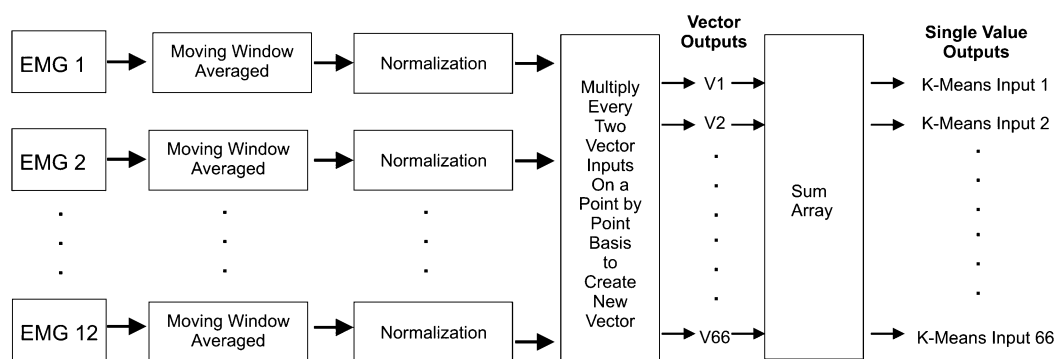 EMG 1
Moving Window
Averaged
Normalization
EMG 2
Moving Window
Averaged
Normalization
EMG 12
Moving Window
Averaged
Normalization
Multiply
Every
Two
Vector
Inputs
On a
Point by
Point
Basis
to
Create
New
Vector
Vector
Outputs
V1
V2
V66
Sum
Array
Single Value
Outputs
K-Means Input 1
K-Means Input 2
K-Means Input 66